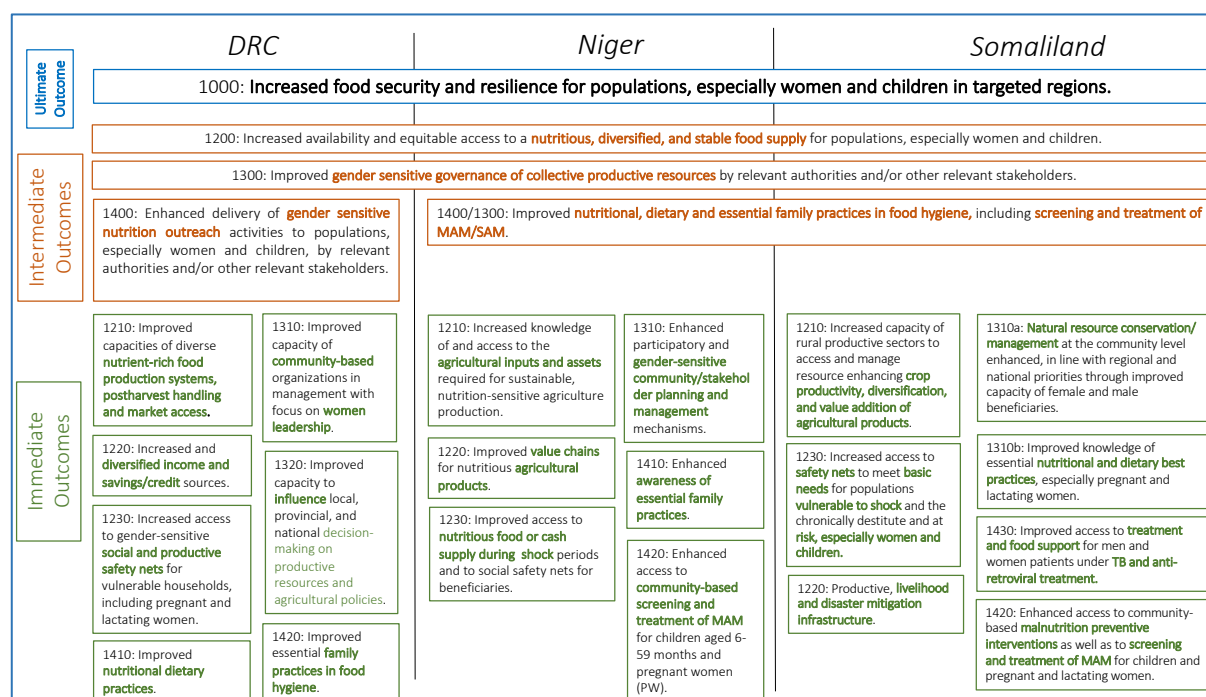 DRC
Niger
Somaliland
Ultimate
Outcome
1000: Increased food security and resilience for populations, especially women and children in targeted regions.
Intermediate
Outcomes
1200: Increased availability and equitable access to a nutritious, diversified, and stable food supply for populations, especially women and children.
1300: Improved gender sensitive governance of collective productive resources by relevant authorities and/or other relevant stakeholders.
1400: Enhanced delivery of gender sensitive
nutrition outreach activities to populations,
especially women and children, by relevant
authorities and/or other relevant stakeholders.
1400/1300: Improved nutritional, dietary and essential family practices in food hygiene, including screening and treatment of
MAM/SAM.
Immediate
Outcomes
1210: Improved
capacities of diverse
nutrient-rich food
production systems,
postharvest handling
and market access.
1220: Increased and
diversified income and
savings/credit sources.
1230: Increased access
to gender-sensitive
social and productive
safety nets for
vulnerable households,
including pregnant and
lactating women.
1410: Improved
nutritional dietary
practices.
1310: Improved
capacity of
community-based
organizations in
management with
focus on women
leadership.
1320: Improved
capacity to
influence local,
provincial, and
national decision-
making on
productive
resources and
agricultural policies.
1420: Improved
essential family
practices in food
hygiene.
1210: Increased knowledge
of and access to the
agricultural inputs and assets
required for sustainable,
nutrition-sensitive agriculture
production.
1220: Improved value chains
for nutritious agricultural
products.
1230: Improved access to
nutritious food or cash
supply during shock periods
and to social safety nets for
beneficiaries.
1310: Enhanced
participatory and
gender-sensitive
community/stakehol
der planning and
management
mechanisms.
1410: Enhanced
awareness of
essential family
practices.
1420: Enhanced
access to
community-based
screening and
treatment of MAM
for children aged 6-
59 months and
pregnant women
(PW).
1210: Increased capacity of
rural productive sectors to
access and manage
resource enhancing crop
productivity, diversification,
and value addition of
agricultural products.
1230: Increased access to
safety nets to meet basic
needs for populations
vulnerable to shock and the
chronically destitute and at
risk, especially women and
children.
1220: Productive, livelihood
and disaster mitigation
infrastructure.
1310a: Natural resource conservation/
management at the community level
enhanced, in line with regional and
national priorities through improved
capacity of female and male
beneficiaries.
1310b: Improved knowledge of
essential nutritional and dietary best
practices, especially pregnant and
lactating women.
1430: Improved access to treatment
and food support for men and
women patients under TB and anti-
retroviral treatment.
1420: Enhanced access to community-
based malnutrition preventive
interventions as well as to screening
and treatment of MAM for children and
pregnant and lactating women.